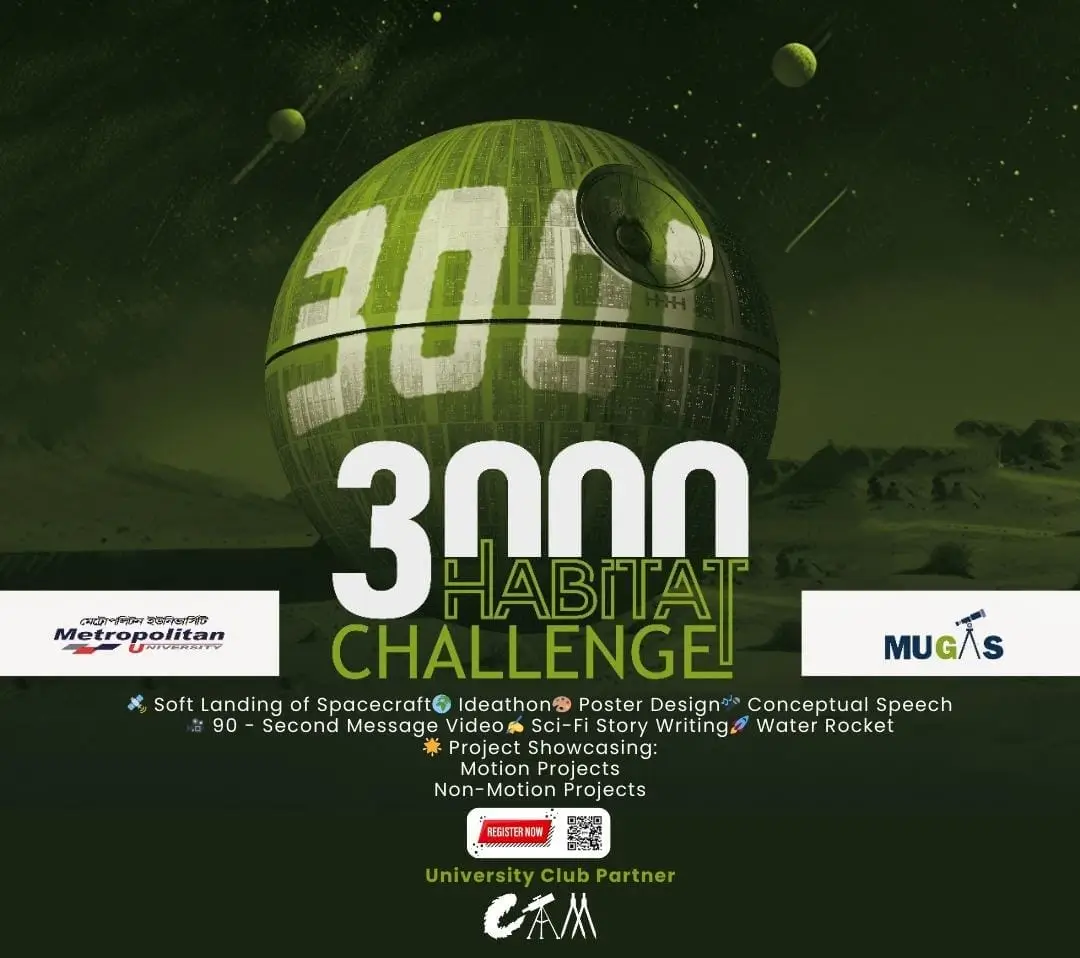 3000
3000
HABiTAT
CHALLENGE
মেট্রোপলিটন ইউনিভার্সিটি
Metropolitan
UNIVERSITY
MUGAS
🛰️ Soft Landing of Spacecraft🌍 Ideathon🎨 Poster Design🎶 Conceptual Speech
🎥 90 - Second Message Video✍️ Sci-Fi Story Writing🚀 Water Rocket
🌟 Project Showcasing:
Motion Projects
Non-Motion Projects
REGISTER NOW
University Club Partner
CAM